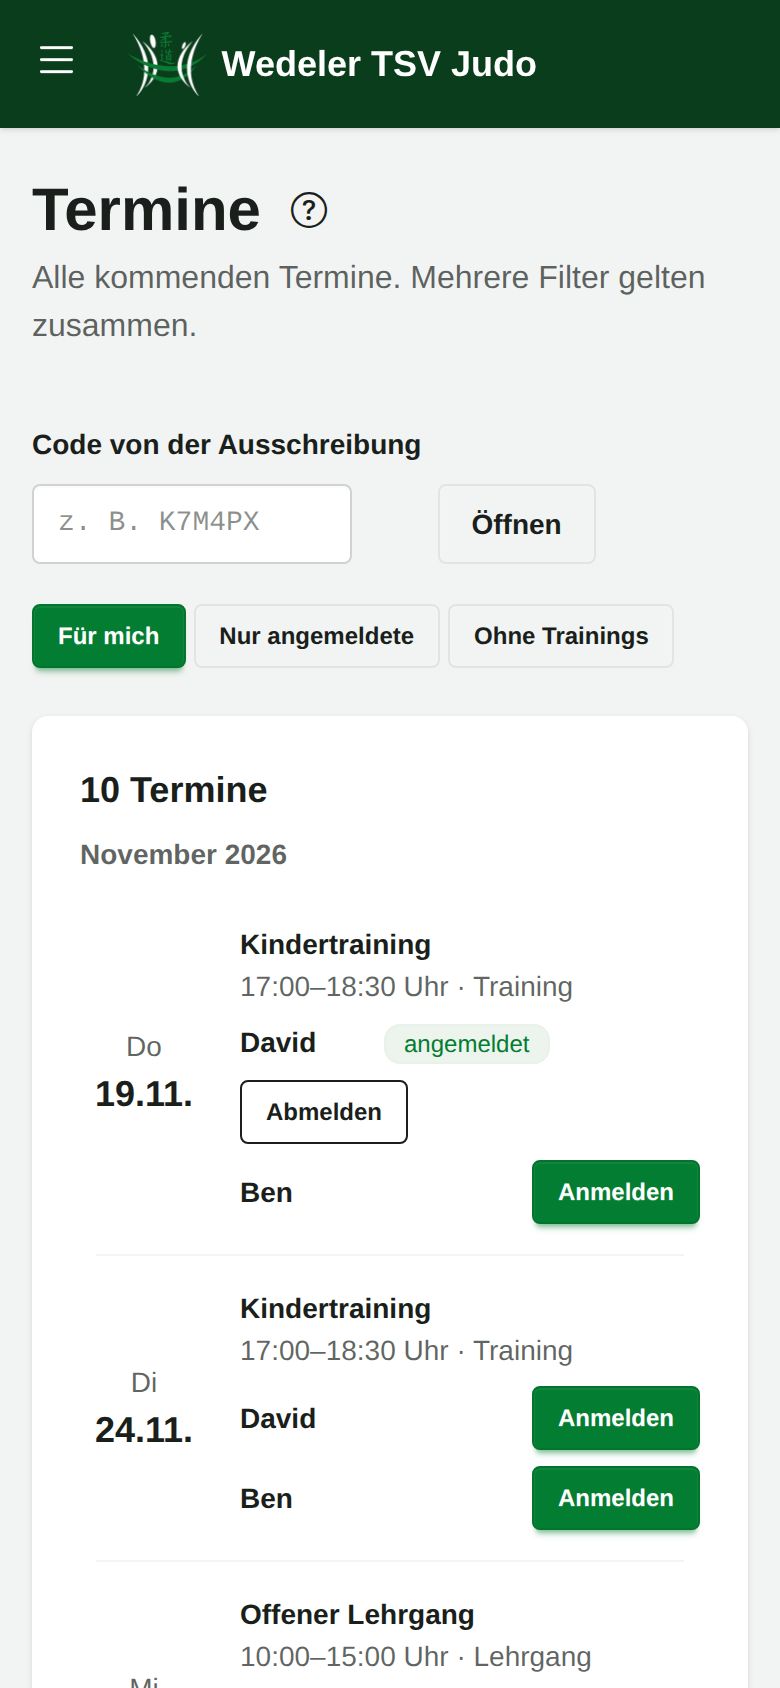 柔道
Wedeler TSV Judo
Termine ?
Alle kommenden Termine. Mehrere Filter gelten
zusammen.
Code von der Ausschreibung
z. B. K7M4PX
Öffnen
Für mich
Nur angemeldete
Ohne Trainings
10 Termine
November 2026
Do
19.11.
Kindertraining
17:00–18:30 Uhr · Training
David angemeldet
Abmelden
Ben Anmelden
Di
24.11.
Kindertraining
17:00–18:30 Uhr · Training
David Anmelden
Ben Anmelden
Mi
Offener Lehrgang
10:00–15:00 Uhr · Lehrgang